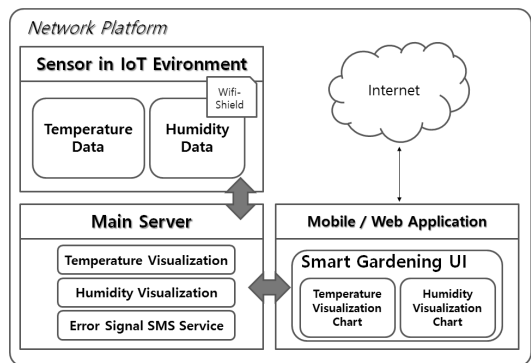 Network Platform
Sensor in IoT Evironment
Wifi-
Shield
Temperature
Data
Humidity
Data
Internet
Main Server
Temperature Visualization
Humidity Visualization
Error Signal SMS Service
Mobile / Web Application
Smart Gardening UI
Temperature
Visualization
Chart
Humidity
Visualization
Chart